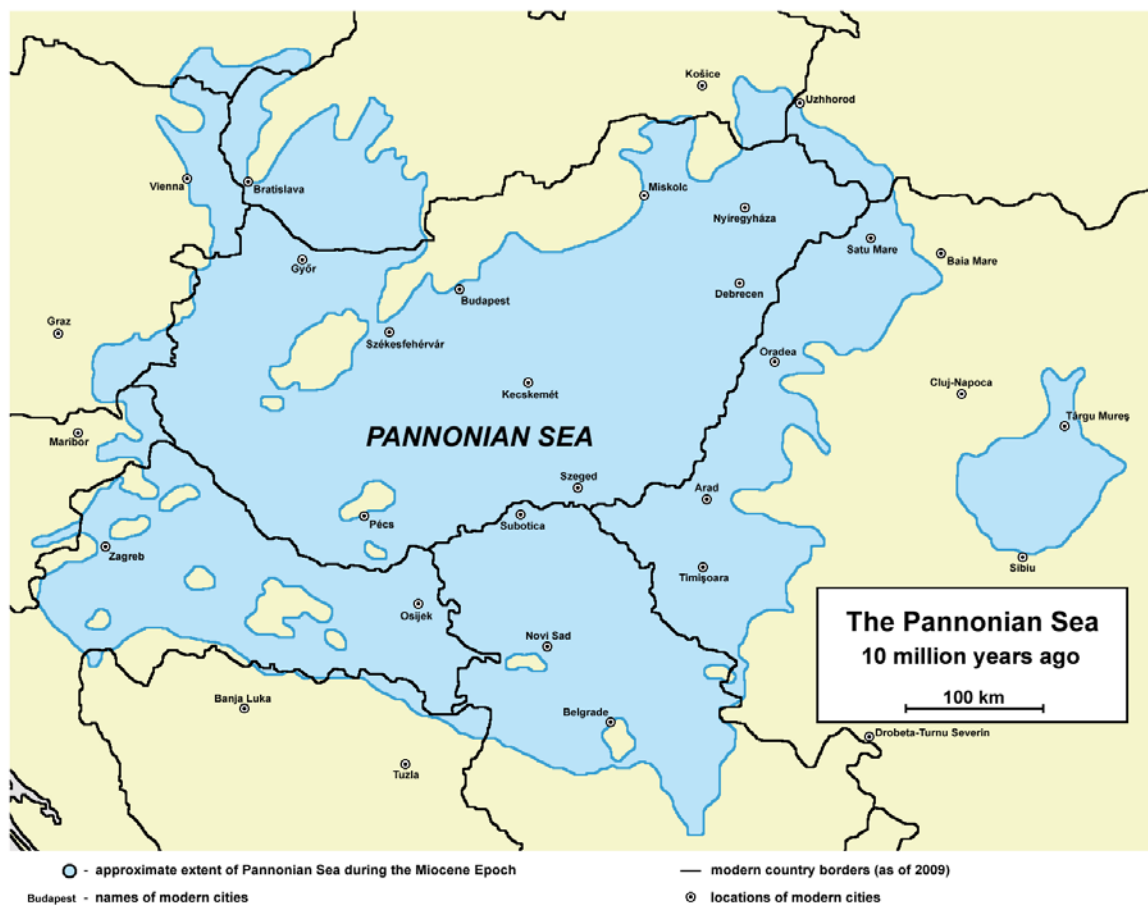 Košice
Uzhhorod
Vienna
Bratislava
Miskolc
Nyíregyháza
Satu Mare
Baia Mare
Győr
Budapest
Debrecen
Graz
Székesfehérvár
Oradea
Kecskemét
Cluj-Napoca
Târgu Mureş
Maribor
PANNONIAN SEA
Szeged
Arad
Pécs
Subotica
Zagreb
Timişoara
Sibiu
Osijek
Novi Sad
The Pannonian Sea
10 million years ago
100 km
Banja Luka
Belgrade
Drobeta-Turnu Severin
Tuzla
- approximate extent of Pannonian Sea during the Miocene Epoch
- modern country borders (as of 2009)
Budapest - names of modern cities
- locations of modern cities